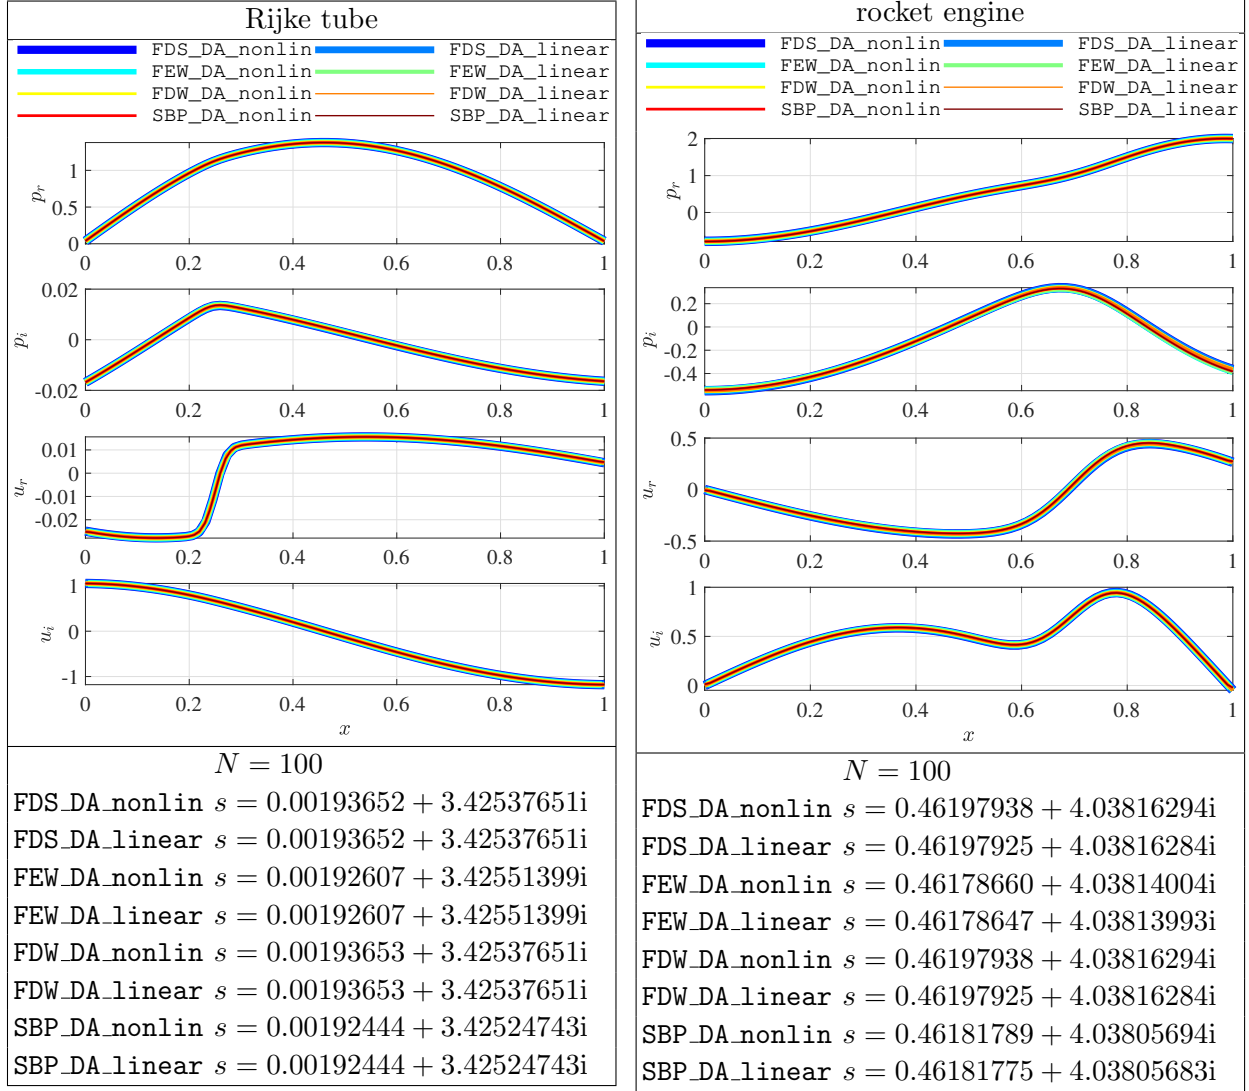 Rijke tube
FDS_DA_nonlin FDS_DA_linear
FEW_DA_nonlin FEW_DA_linear
FDW_DA_nonlin FDW_DA_linear
SBP_DA_nonlin SBP_DA_linear
p_r
1
0.5
0
0 0.2 0.4 0.6 0.8 1
p_i
0.02
0
-0.02
0 0.2 0.4 0.6 0.8 1
u_r
0.01
0
-0.01
-0.02
0 0.2 0.4 0.6 0.8 1
u_i
1
0
-1
0 0.2 0.4 0.6 0.8 1
x
N = 100
FDS_DA_nonlin s = 0.00193652 + 3.42537651i
FDS_DA_linear s = 0.00193652 + 3.42537651i
FEW_DA_nonlin s = 0.00192607 + 3.42551399i
FEW_DA_linear s = 0.00192607 + 3.42551399i
FDW_DA_nonlin s = 0.00193653 + 3.42537651i
FDW_DA_linear s = 0.00193653 + 3.42537651i
SBP_DA_nonlin s = 0.00192444 + 3.42524743i
SBP_DA_linear s = 0.00192444 + 3.42524743i
rocket engine
FDS_DA_nonlin FDS_DA_linear
FEW_DA_nonlin FEW_DA_linear
FDW_DA_nonlin FDW_DA_linear
SBP_DA_nonlin SBP_DA_linear
p_r
2
1
0
0 0.2 0.4 0.6 0.8 1
p_i
0.2
0
-0.2
-0.4
0 0.2 0.4 0.6 0.8 1
u_r
0.5
0
-0.5
0 0.2 0.4 0.6 0.8 1
u_i
1
0.5
0
0 0.2 0.4 0.6 0.8 1
x
N = 100
FDS_DA_nonlin s = 0.46197938 + 4.03816294i
FDS_DA_linear s = 0.46197925 + 4.03816284i
FEW_DA_nonlin s = 0.46178660 + 4.03814004i
FEW_DA_linear s = 0.46178647 + 4.03813993i
FDW_DA_nonlin s = 0.46197938 + 4.03816294i
FDW_DA_linear s = 0.46197925 + 4.03816284i
SBP_DA_nonlin s = 0.46181789 + 4.03805694i
SBP_DA_linear s = 0.46181775 + 4.03805683i